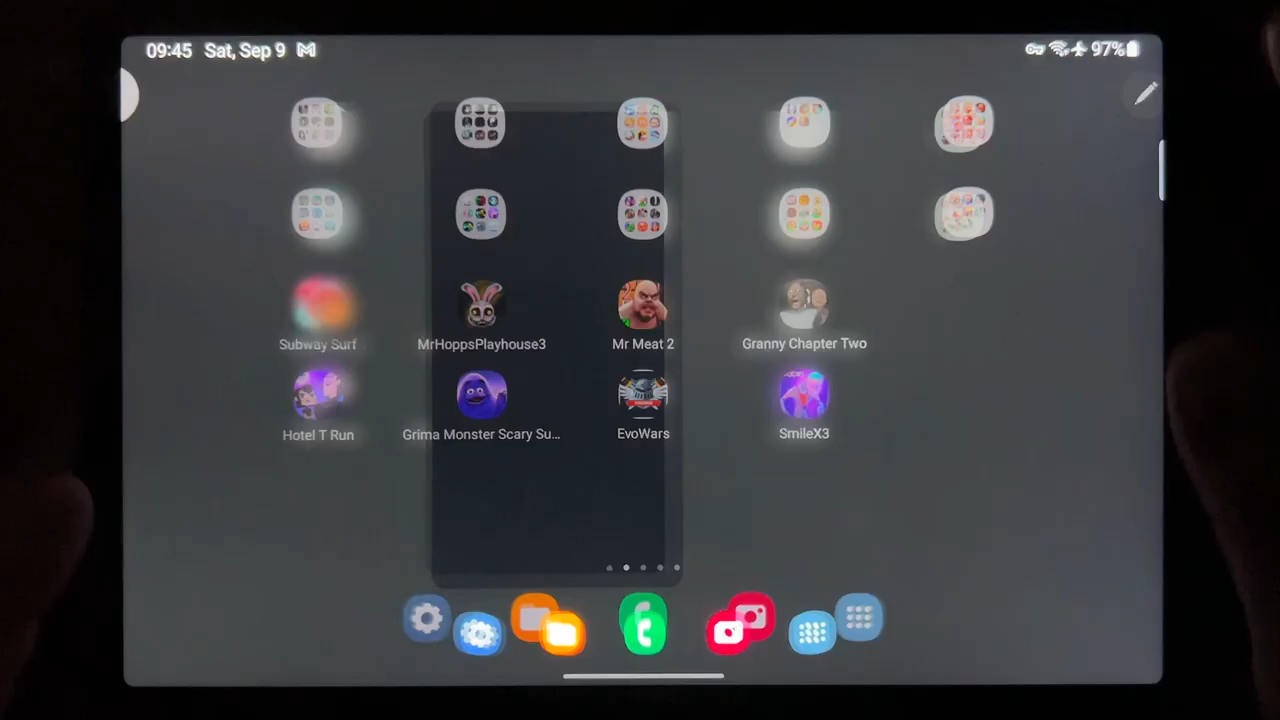 09:45 Sat, Sep 9 97%
Subway Surf MrHoppsPlayhouse3 Mr Meat 2 Granny Chapter Two
Hotel T Run Grima Monster Scary Su... EvoWars SmileX3